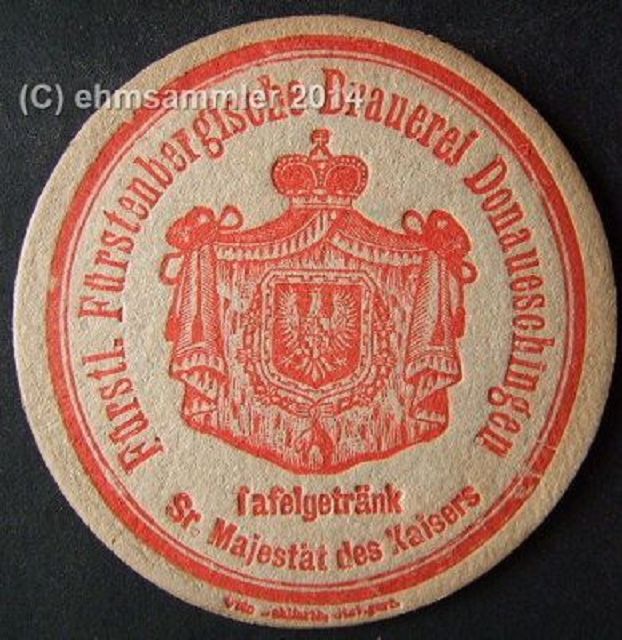 (C) ehmsammler 2014
Fürstl. Fürstenbergische Brauerei Donaueschingen
Tafelgetränk
Sr. Majestät des Kaisers